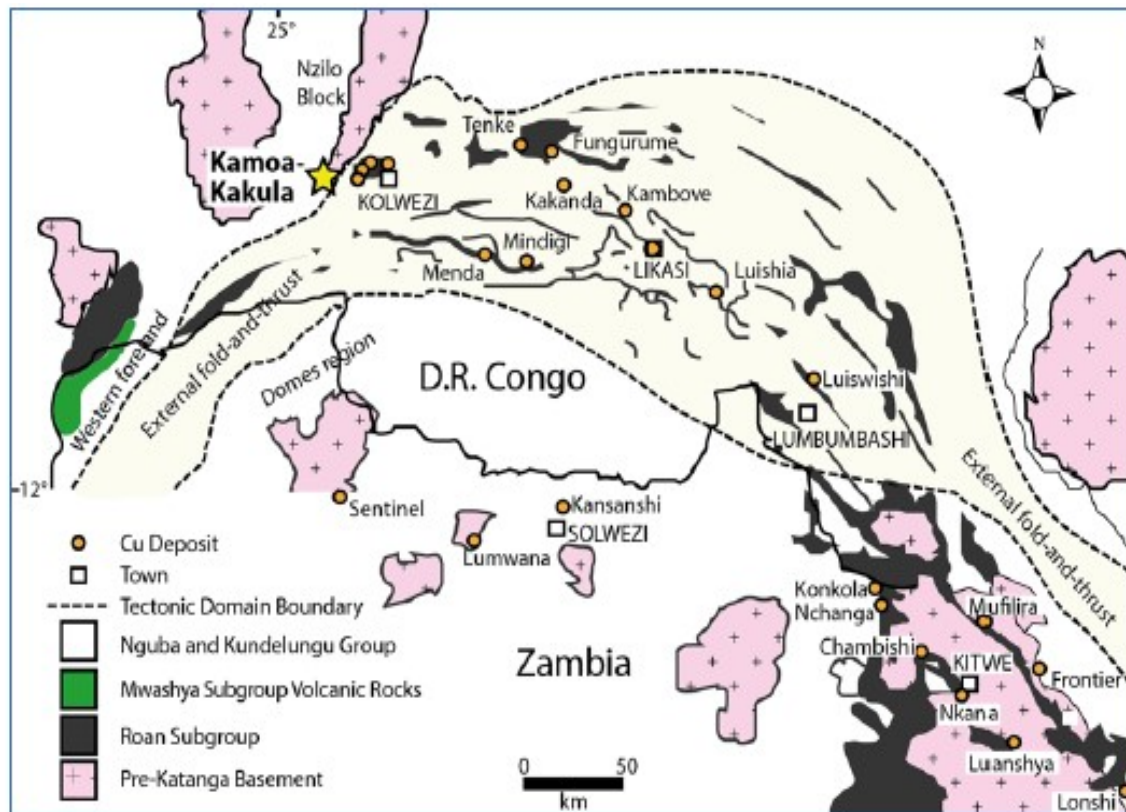 25°
N
Nzilo
Block
Tenke
Fungurume
Kamoa-
Kakula
KOLWEZI
Kakanda
Kambove
Mindigi
Menda
LIKASI
Luishia
Western foreland
External fold-and-thrust
Domes region
D.R. Congo
Luiswishi
LUMBUMBASHI
12°
Sentinel
Kansanshi
SOLWEZI
Lumwana
External fold-and-thrust
Cu Deposit
Town
Tectonic Domain Boundary
Nguba and Kundelungu Group
Mwashya Subgroup Volcanic Rocks
Roan Subgroup
Pre-Katanga Basement
Zambia
Konkola
Nchanga
Mufilira
Chambishi
KITWE
Frontier
Nkana
Luanshya
Lonshi
0 50
km